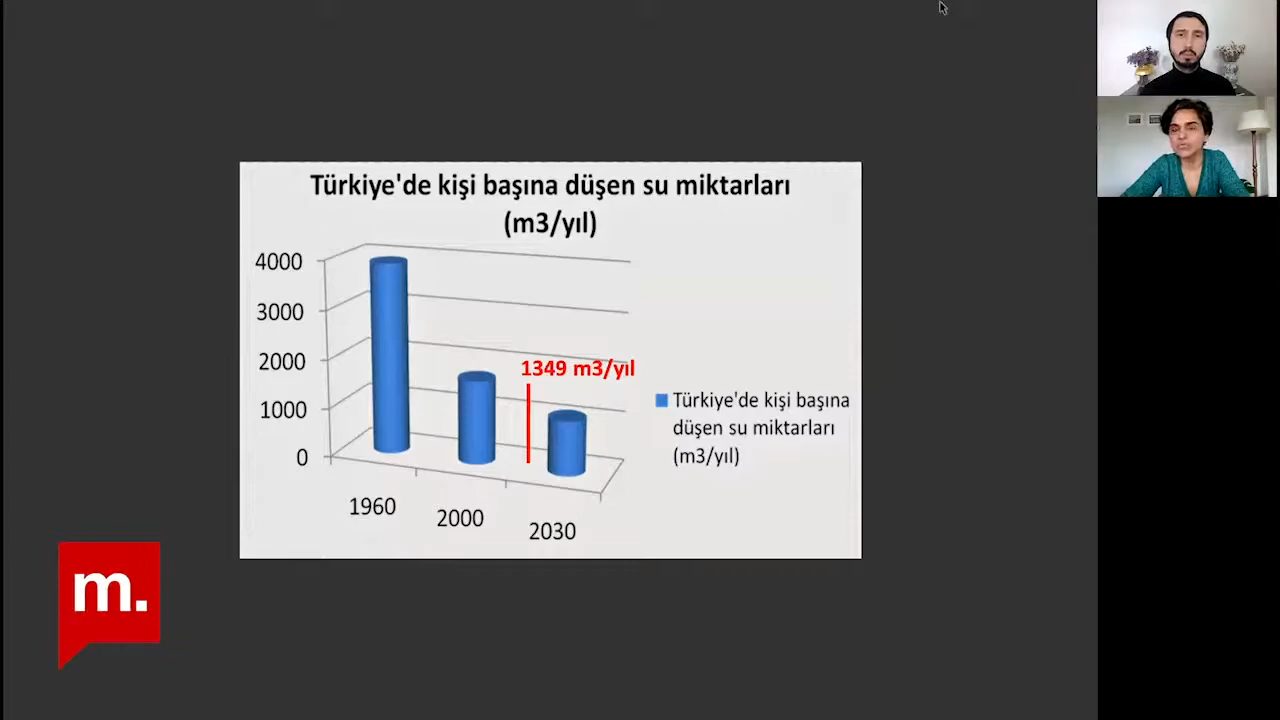 Türkiye'de kişi başına düşen su miktarları
(m3/yıl)
4000
3000
2000
1000
0
1349 m3/yıl
1960
2000
2030
Türkiye'de kişi başına
düşen su miktarları
(m3/yıl)
m.